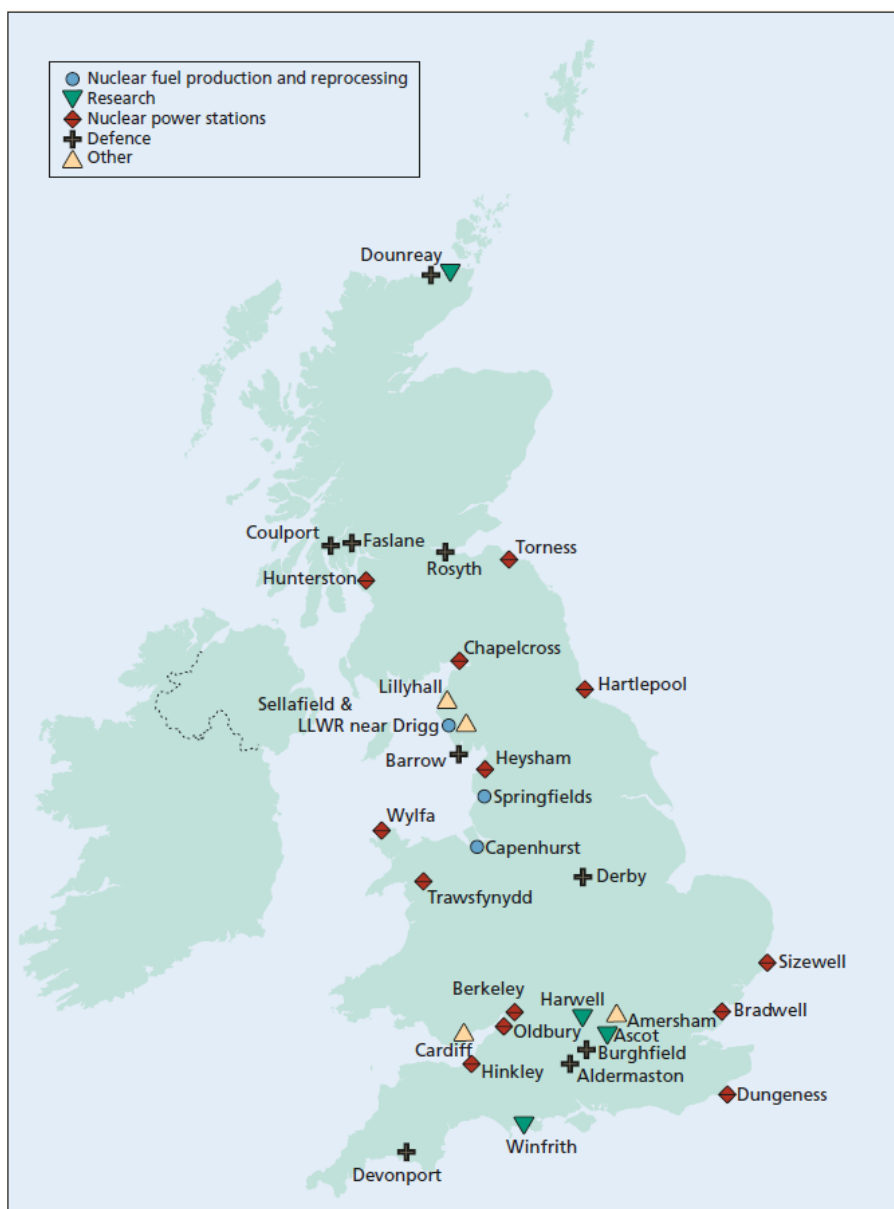 Nuclear fuel production and reprocessing
Research
Nuclear power stations
Defence
Other
Dounreay
Coulport
Faslane
Rosyth
Torness
Hunterston
Chapelcross
Lillyhall
Hartlepool
Sellafield &
LLWR near Drigg
Barrow
Heysham
Springfields
Wylfa
Capenhurst
Derby
Trawsfynydd
Sizewell
Berkeley
Harwell
Bradwell
Amersham
Oldbury
Ascot
Cardiff
Burghfield
Hinkley
Aldermaston
Dungeness
Winfrith
Devonport